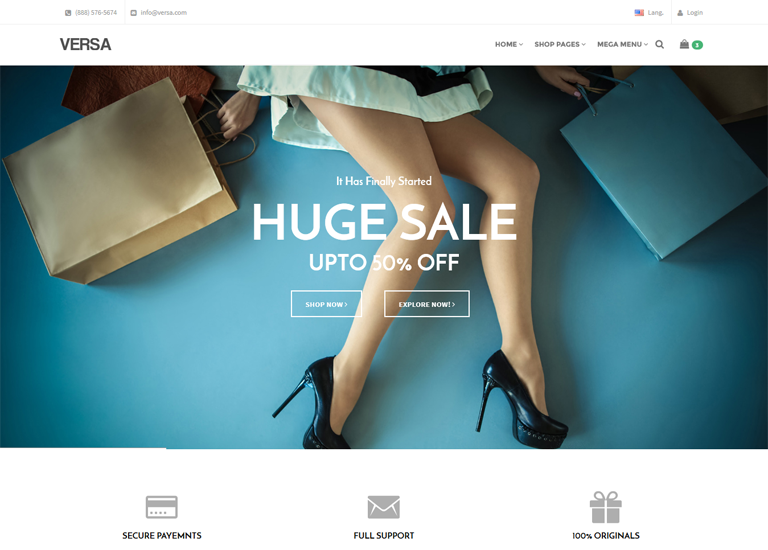 (888) 576-5674 info@versa.com Lang. Login
VERSA HOME SHOP PAGES MEGA MENU 3
It Has Finally Started
HUGE SALE
UPTO 50% OFF
SHOP NOW EXPLORE NOW!
SECURE PAYEMNTS FULL SUPPORT 100% ORIGINALS